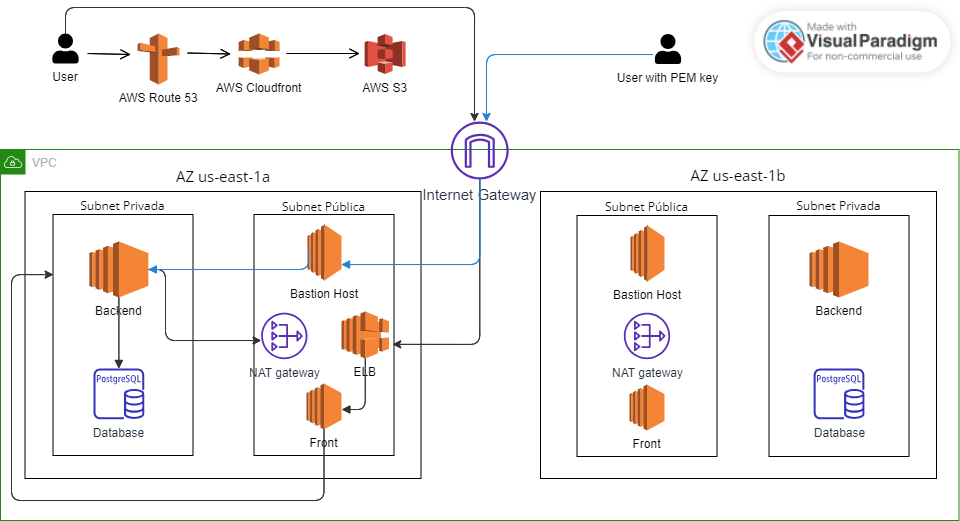 Made with
Visual Paradigm
For non-commercial use
User
AWS Route 53
AWS Cloudfront
AWS S3
User with PEM key
VPC
AZ us-east-1a
Internet Gateway
AZ us-east-1b
Subnet Privada
Subnet Pública
Subnet Pública
Subnet Privada
Backend
Bastion Host
Bastion Host
Backend
NAT gateway
ELB
NAT gateway
PostgreSQL
Database
Front
Front
PostgreSQL
Database